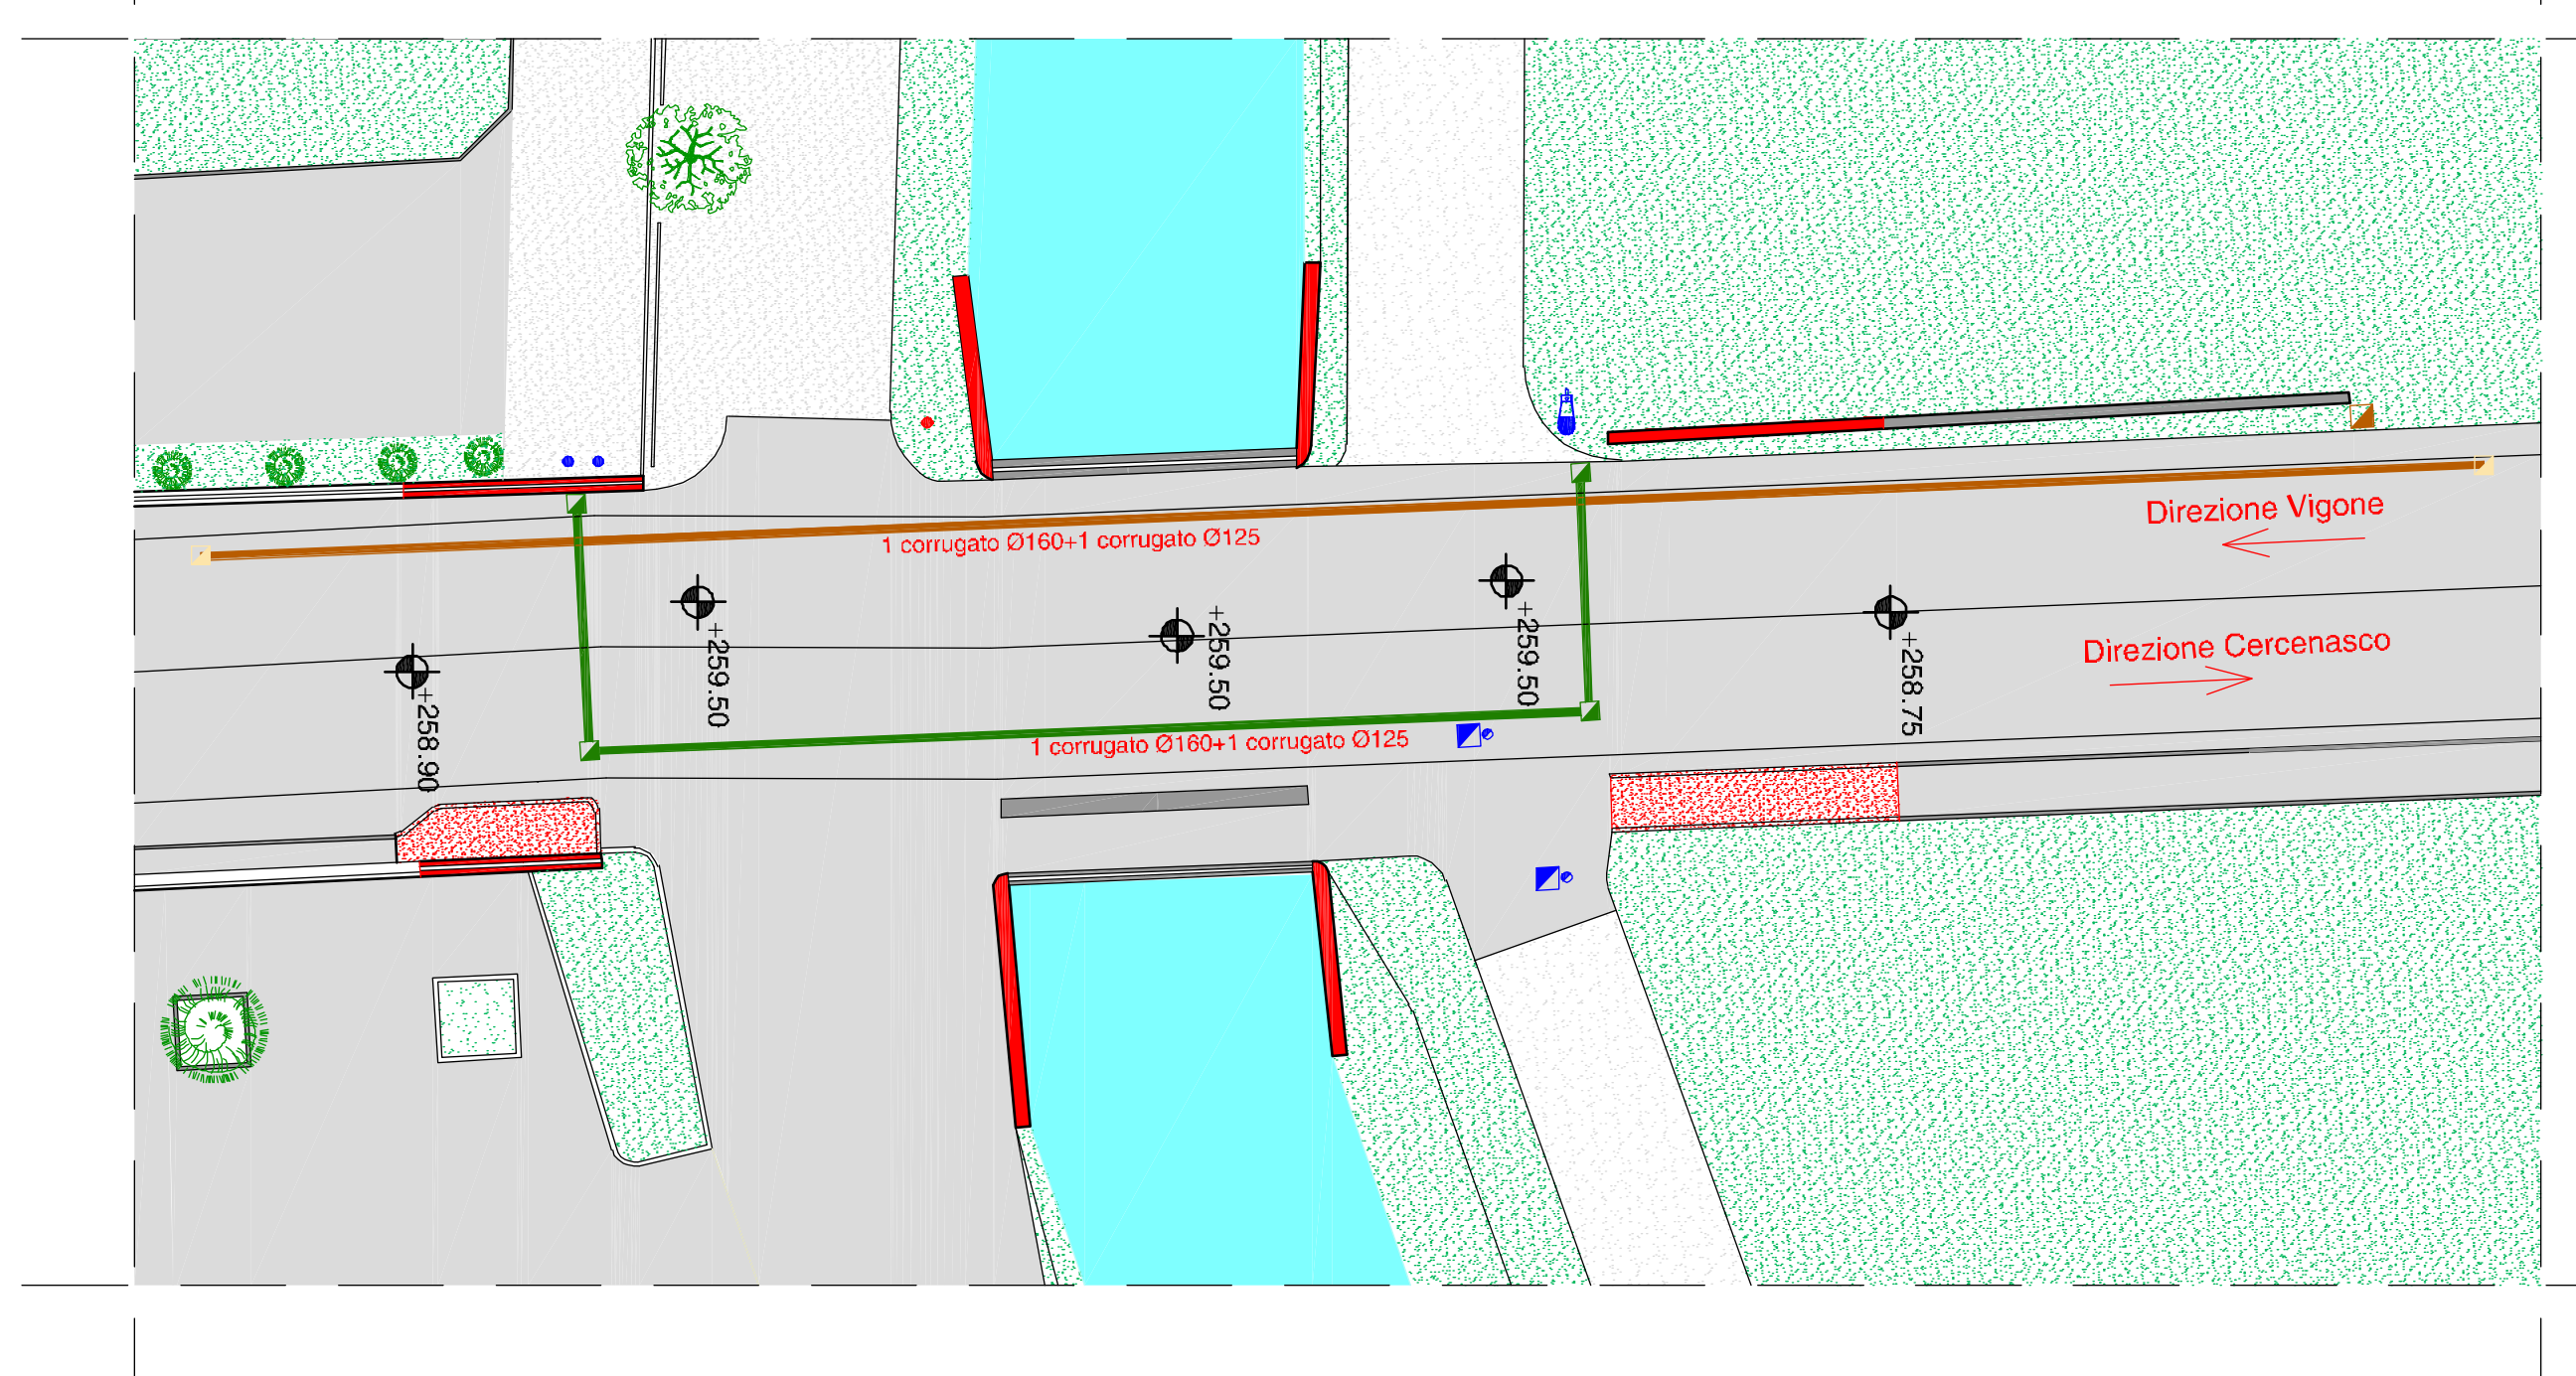 Direzione Vigone
1 corrugato Ø160+1 corrugato Ø125
+259.50
+259.50
+259.50
+258.75
Direzione Cercenasco
+258.90
1 corrugato Ø160+1 corrugato Ø125